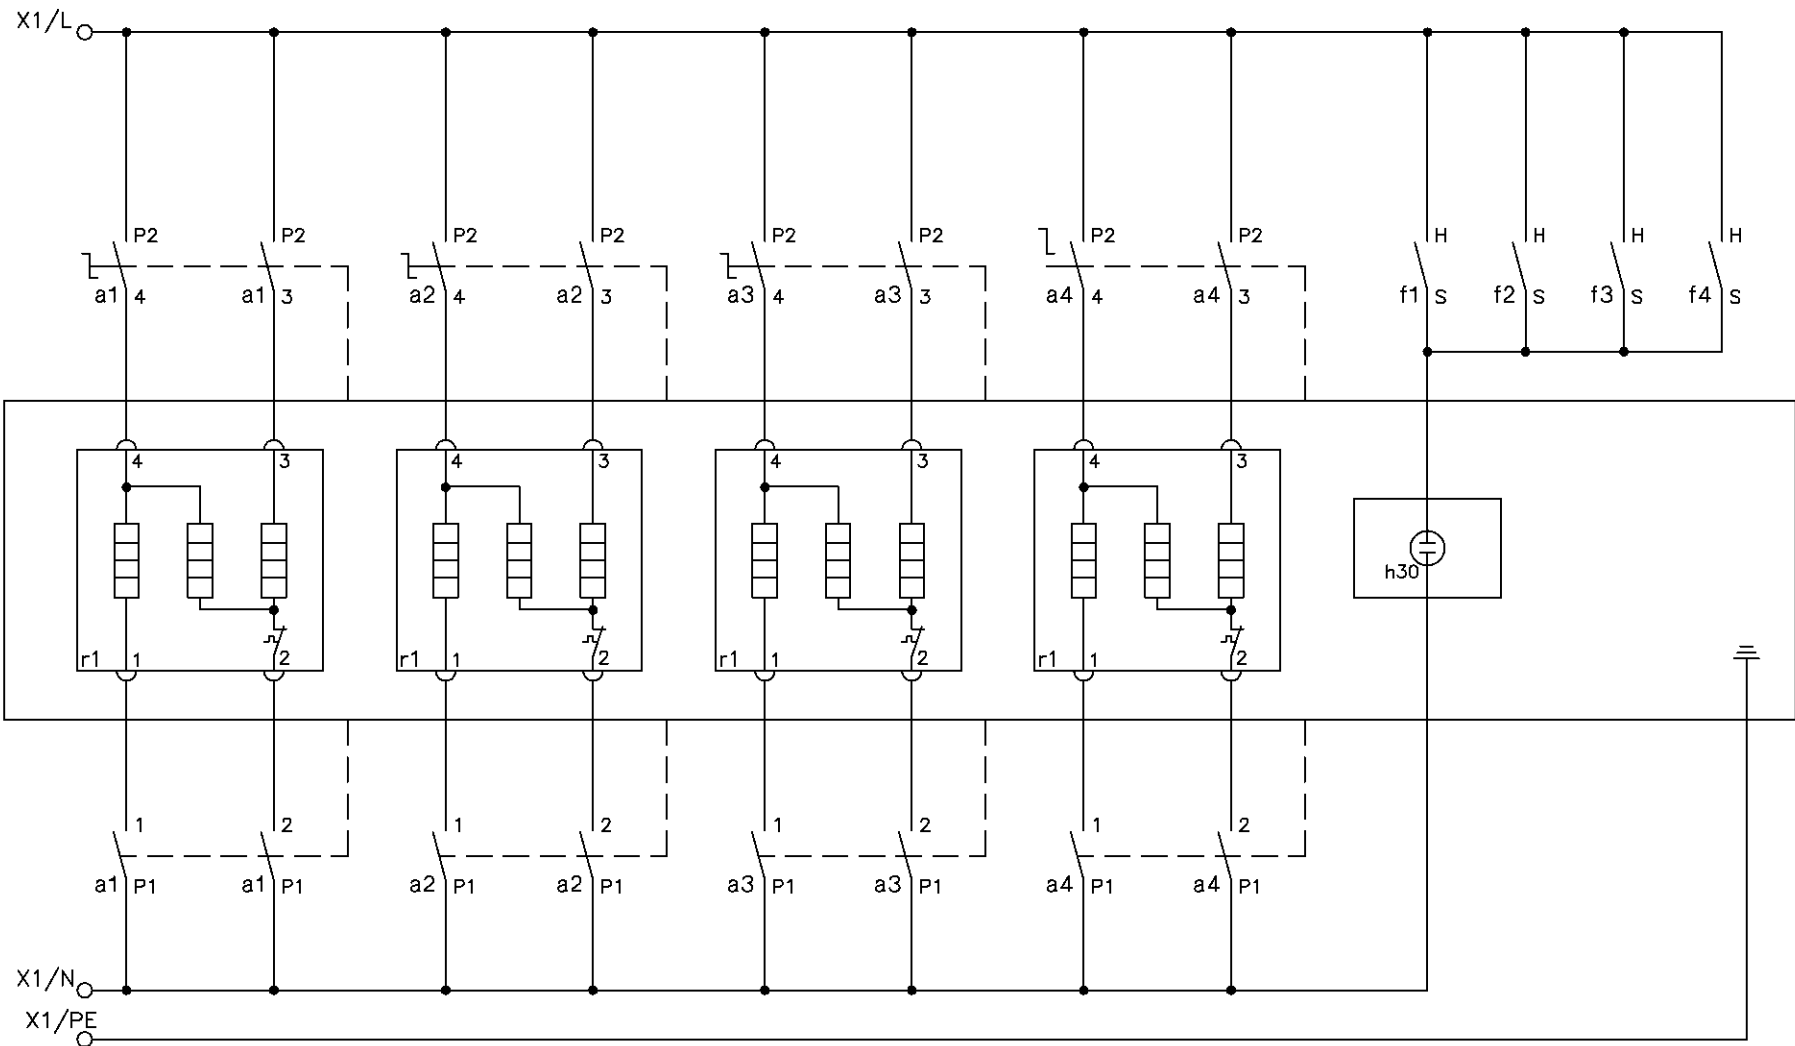 X1/L
P2 P2 P2 P2 P2 P2 P2 P2 H H H H
a1 4 a1 3 a2 4 a2 3 a3 4 a3 3 a4 4 a4 3 f1 S f2 S f3 S f4 S
4 3 4 3 4 3 4 3
h30
r1 1 2 r1 1 2 r1 1 2 r1 1 2
1 2 1 2 1 2 1 2
a1 P1 a1 P1 a2 P1 a2 P1 a3 P1 a3 P1 a4 P1 a4 P1
X1/N
X1/PE